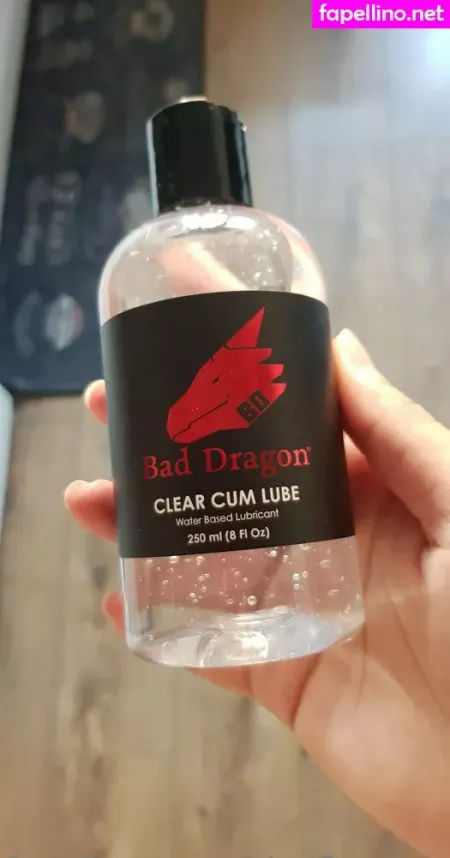 fapellino.net
BD
Bad Dragon®
CLEAR CUM LUBE
Water Based Lubricant
250 ml (8 Fl Oz)